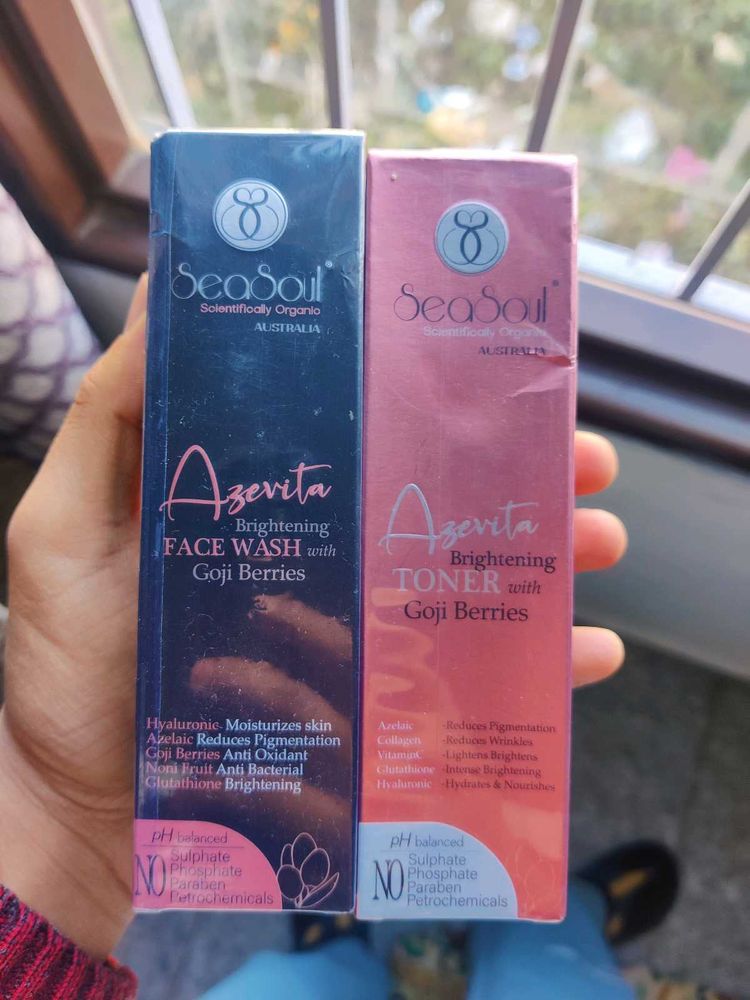 SeaSoul®
Scientifically Organic
AUSTRALIA
Azevita
Brightening
FACE WASH with
Goji Berries
Hyaluronic- Moisturizes skin
Azelaic Reduces Pigmentation
Goji Berries Anti Oxidant
Noni Fruit Anti Bacterial
Glutathione Brightening
pH balanced
NO Sulphate
Phosphate
Paraben
Petrochemicals
SeaSoul®
Scientifically Organic
AUSTRALIA
Azevita
Brightening
TONER with
Goji Berries
Azelaic -Reduces Pigmentation
Collagen -Reduces Wrinkles
VitaminC -Lightens Brightens
Glutathione -Intense Brightening
Hyaluronic -Hydrates & Nourishes
pH balanced
NO Sulphate
Phosphate
Paraben
Petrochemicals